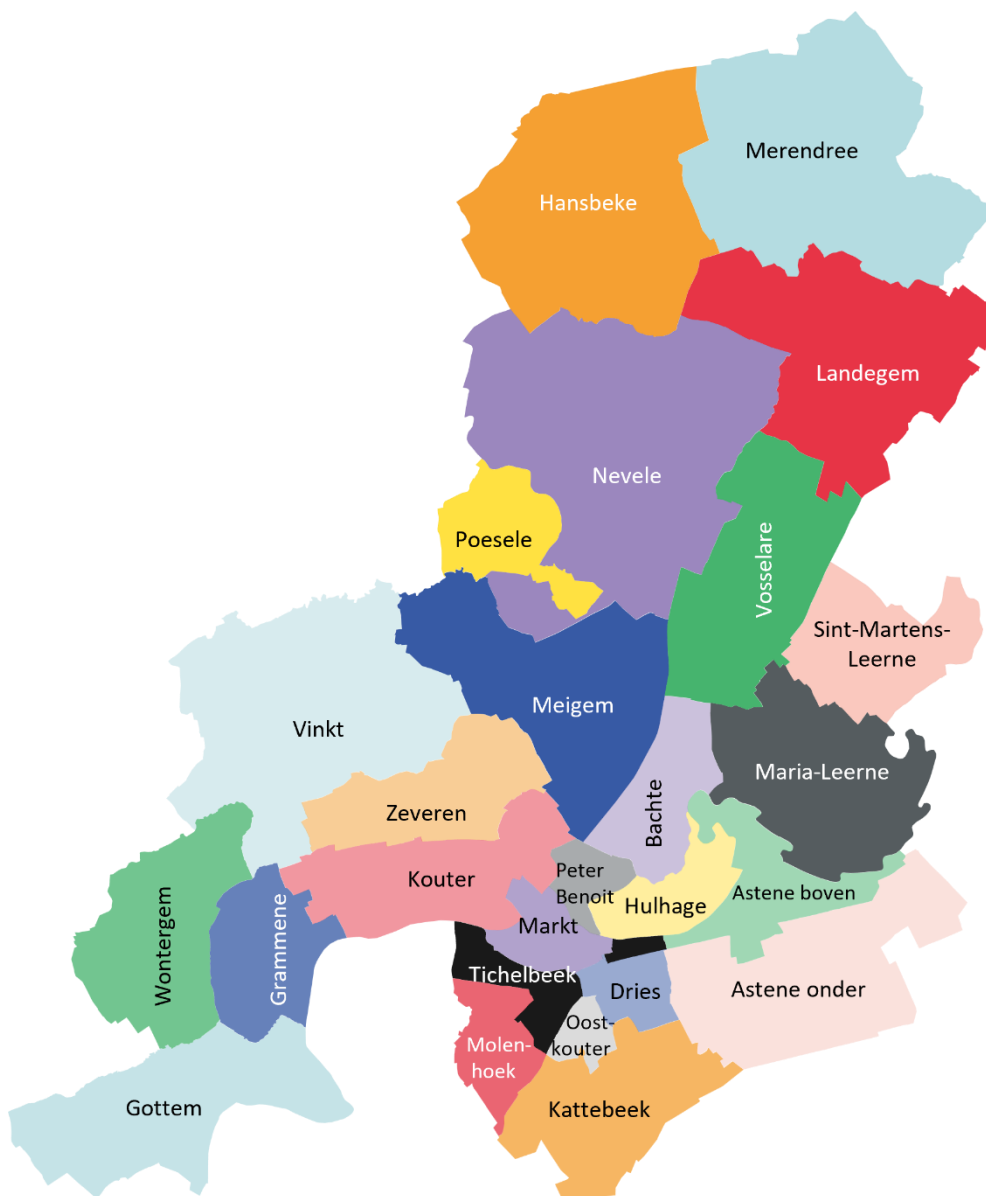 Merendree
Hansbeke
Landegem
Nevele
Poesele
Vosselare
Sint-Martens-
Leerne
Meigem
Vinkt
Maria-Leerne
Zeveren
Bachte
Kouter
Peter
Benoit
Astene boven
Hulhage
Markt
Wontergem
Grammene
Tichelbeek
Dries
Astene onder
Oost-
kouter
Molen-
hoek
Gottem
Kattebeek